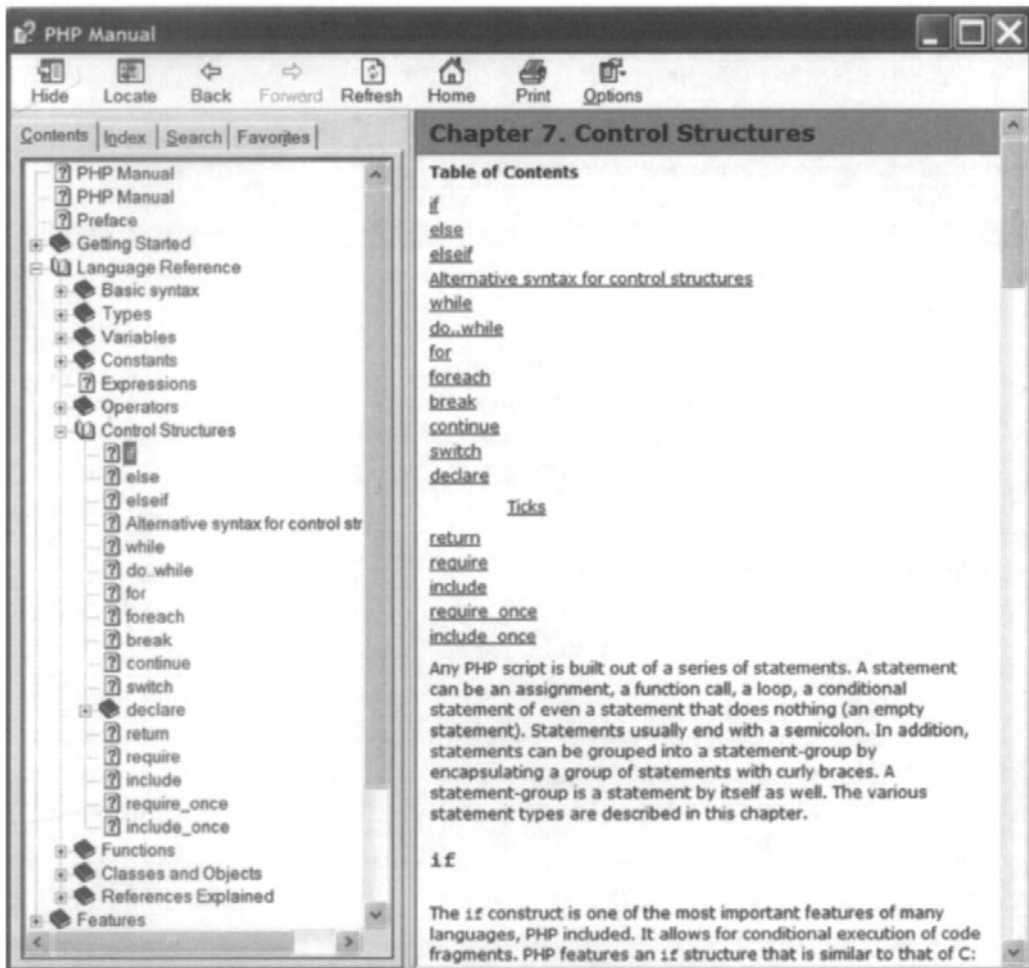 PHP Manual
Hide Locate Back Forward Refresh Home Print Options
Contents Index Search Favorites
PHP Manual
PHP Manual
Preface
Getting Started
Language Reference
Basic syntax
Types
Variables
Constants
Expressions
Operators
Control Structures
if
else
elseif
Alternative syntax for control str
while
do..while
for
foreach
break
continue
switch
declare
return
require
include
require_once
include_once
Functions
Classes and Objects
References Explained
Features
Chapter 7. Control Structures
Table of Contents
if
else
elseif
Alternative syntax for control structures
while
do..while
for
foreach
break
continue
switch
declare
Ticks
return
require
include
require_once
include_once
Any PHP script is built out of a series of statements. A statement
can be an assignment, a function call, a loop, a conditional
statement of even a statement that does nothing (an empty
statement). Statements usually end with a semicolon. In addition,
statements can be grouped into a statement-group by
encapsulating a group of statements with curly braces. A
statement-group is a statement by itself as well. The various
statement types are described in this chapter.
if
The if construct is one of the most important features of many
languages, PHP included. It allows for conditional execution of code
fragments. PHP features an if structure that is similar to that of C: